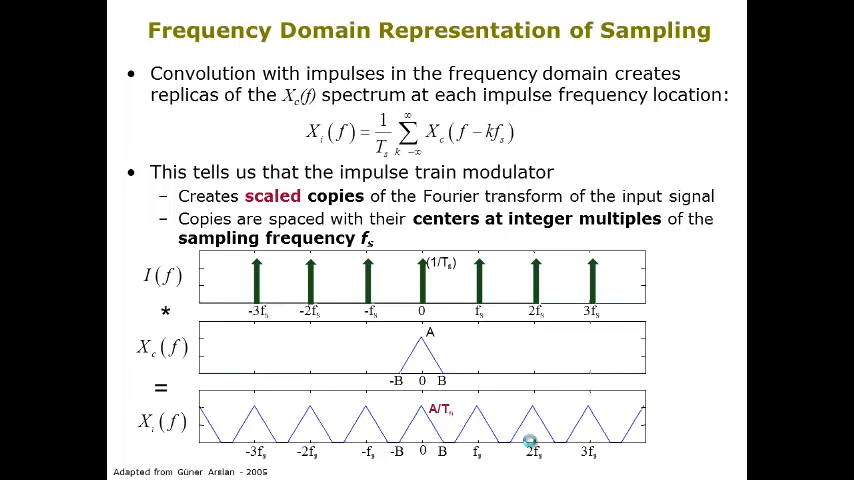 Frequency Domain Representation of Sampling
• Convolution with impulses in the frequency domain creates
replicas of the Xc(f) spectrum at each impulse frequency location:
Xi(f) = 1/Ts ∑ k -∞ ∞ Xc(f − kfs)
• This tells us that the impulse train modulator
– Creates scaled copies of the Fourier transform of the input signal
– Copies are spaced with their centers at integer multiples of the
sampling frequency fs
I(f)
(1/Ts)
-3fs -2fs -fs 0 fs 2fs 3fs
*
Xc(f)
A
-B 0 B
=
Xi(f)
A/Ts
-3fs -2fs -fs -B 0 B fs 2fs 3fs
Adapted from Güner Arslan - 2005